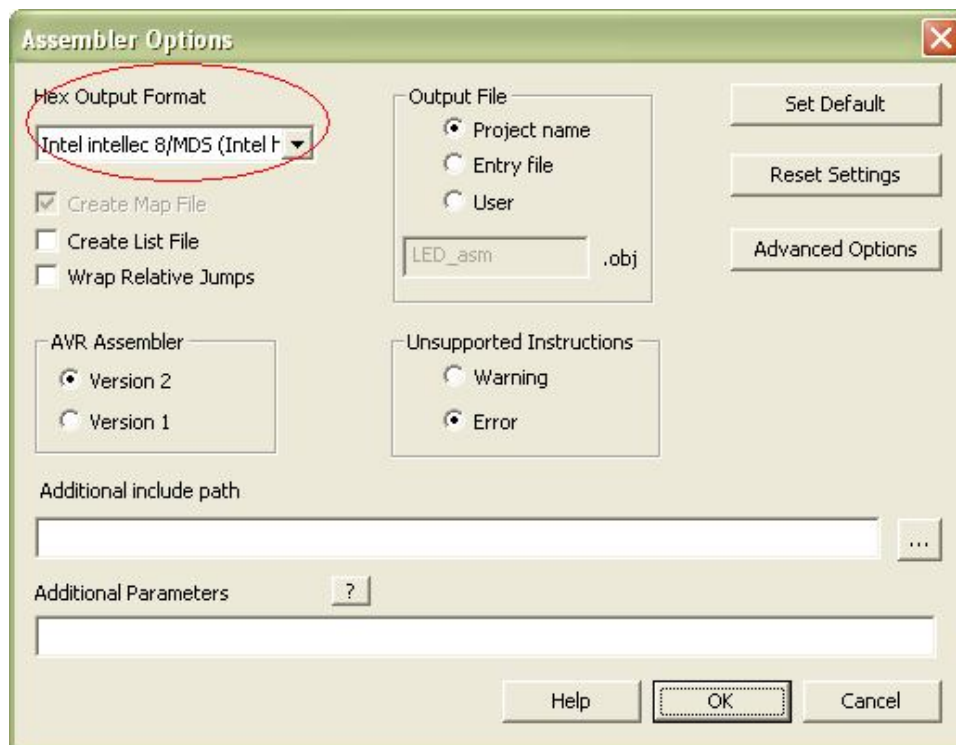 Assembler Options
Hex Output Format
Intel intellec 8/MDS (Intel h
Create Map File
Create List File
Wrap Relative Jumps
Output File
Project name
Entry file
User
LED_asm .obj
Set Default
Reset Settings
Advanced Options
AVR Assembler
Version 2
Version 1
Unsupported Instructions
Warning
Error
Additional include path
...
Additional Parameters ?
Help OK Cancel